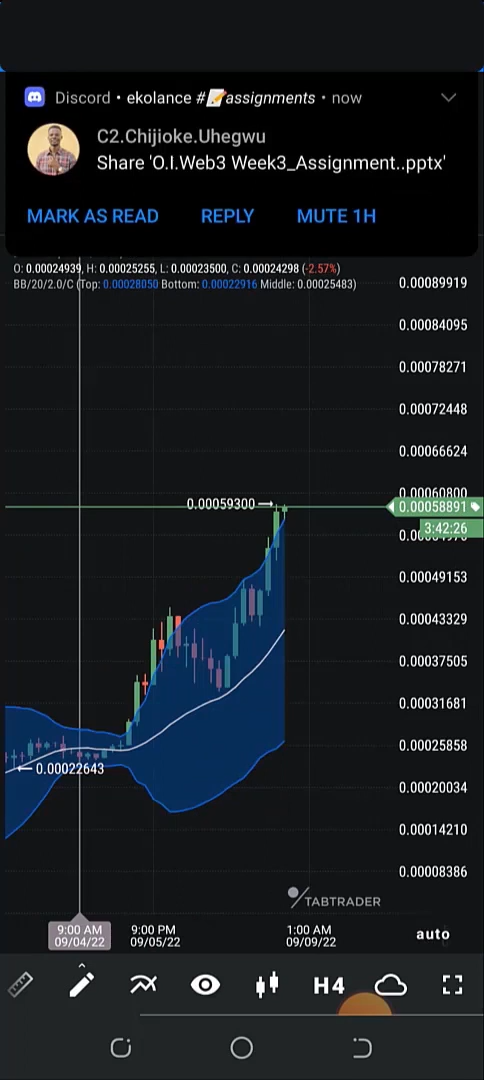 Discord • ekolance #📝assignments • now
C2.Chijioke.Uhegwu
Share 'O.I.Web3 Week3_Assignment..pptx'
MARK AS READ REPLY MUTE 1H
O: 0.00024939, H: 0.00025255, L: 0.00023500, C: 0.00024298 (-2.57%)
BB/20/2.0/C (Top: 0.00028050 Bottom: 0.00022916 Middle: 0.00025483)
0.00089919
0.00084095
0.00078271
0.00072448
0.00066624
0.00060800
0.00059300
0.00058891
3:42:26
0.00049153
0.00043329
0.00037505
0.00031681
0.00025858
0.00022643
0.00020034
0.00014210
0.00008386
TABTRADER
9:00 AM 9:00 PM 1:00 AM
09/04/22 09/05/22 09/09/22
auto
H4